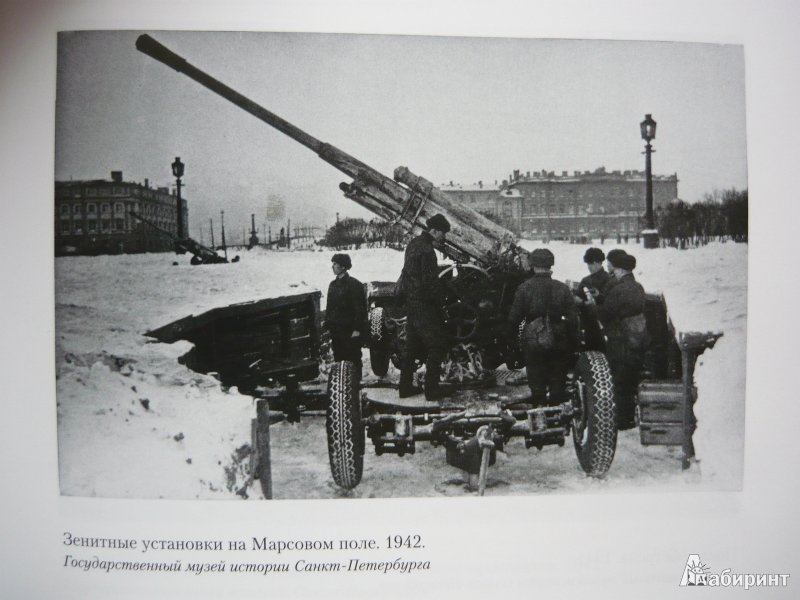 Зенитные установки на Марсовом поле. 1942.
Государственный музей истории Санкт-Петербурга
Лабиринт